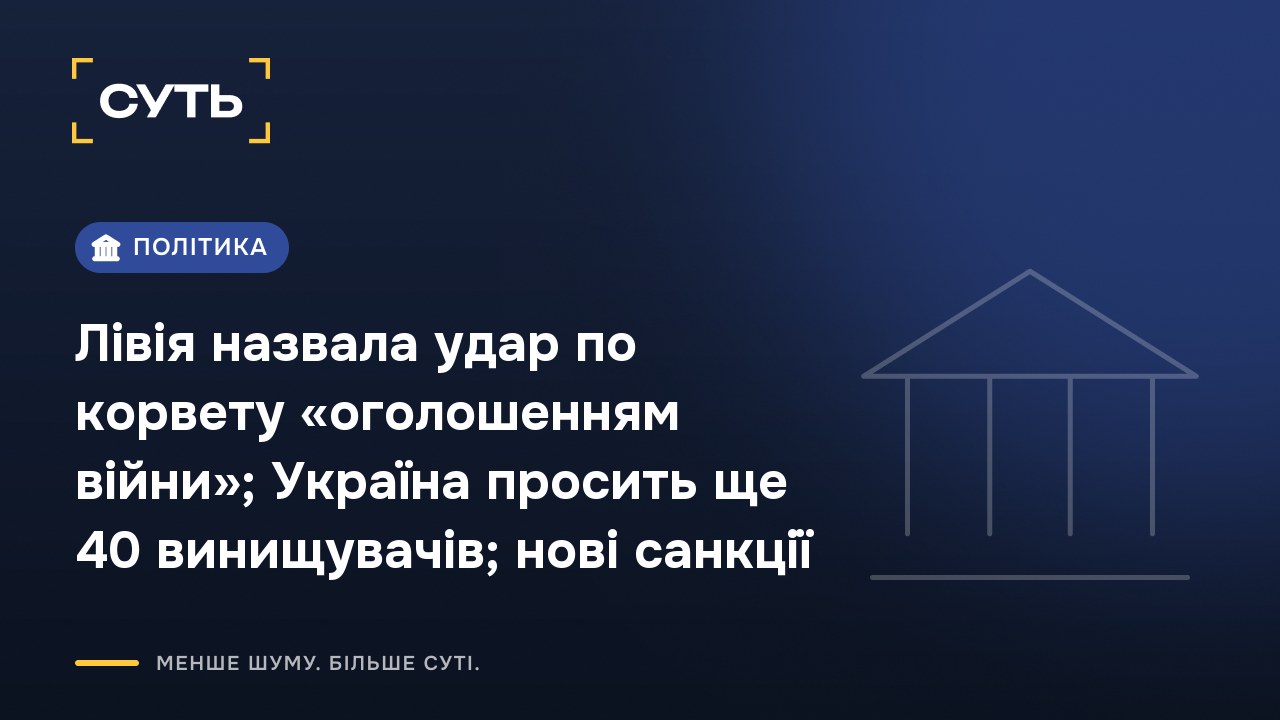 СУТЬ
ПОЛІТИКА
Лівія назвала удар по
корвету «оголошенням
війни»; Україна просить ще
40 винищувачів; нові санкції
МЕНШЕ ШУМУ. БІЛЬШЕ СУТІ.